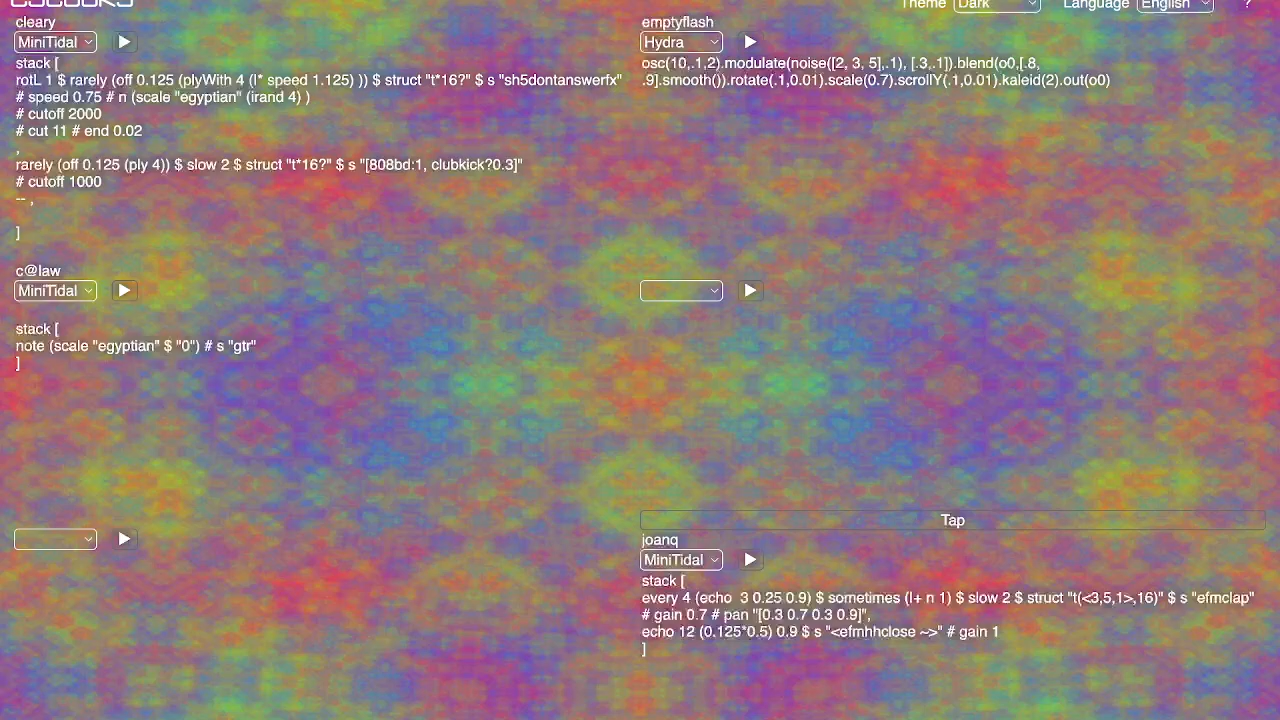 Theme Dark Language English ?
cleary
MiniTidal
stack [
rotL 1 $ rarely (off 0.125 (plyWith 4 (|* speed 1.125) )) $ struct "t*16?" $ s "sh5dontanswerfx"
# speed 0.75 # n (scale "egyptian" (irand 4) )
# cutoff 2000
# cut 11 # end 0.02
,
rarely (off 0.125 (ply 4)) $ slow 2 $ struct "t*16?" $ s "[808bd:1, clubkick?0.3]"
# cutoff 1000
-- ,
]
emptyflash
Hydra
osc(10,.1,2).modulate(noise([2, 3, 5],.1), [.3,.1]).blend(o0,[.8,
.9].smooth()).rotate(.1,0.01).scale(0.7).scrollY(.1,0.01).kaleid(2).out(o0)
c@law
MiniTidal
stack [
note (scale "egyptian" $ "0") # s "gtr"
]
Tap
joanq
MiniTidal
stack [
every 4 (echo  3 0.25 0.9) $ sometimes (|+ n 1) $ slow 2 $ struct "t(<3,5,1>,16)" $ s "efmclap"
# gain 0.7 # pan "[0.3 0.7 0.3 0.9]",
echo 12 (0.125*0.5) 0.9 $ s "<efmhhclose ~>" # gain 1
]